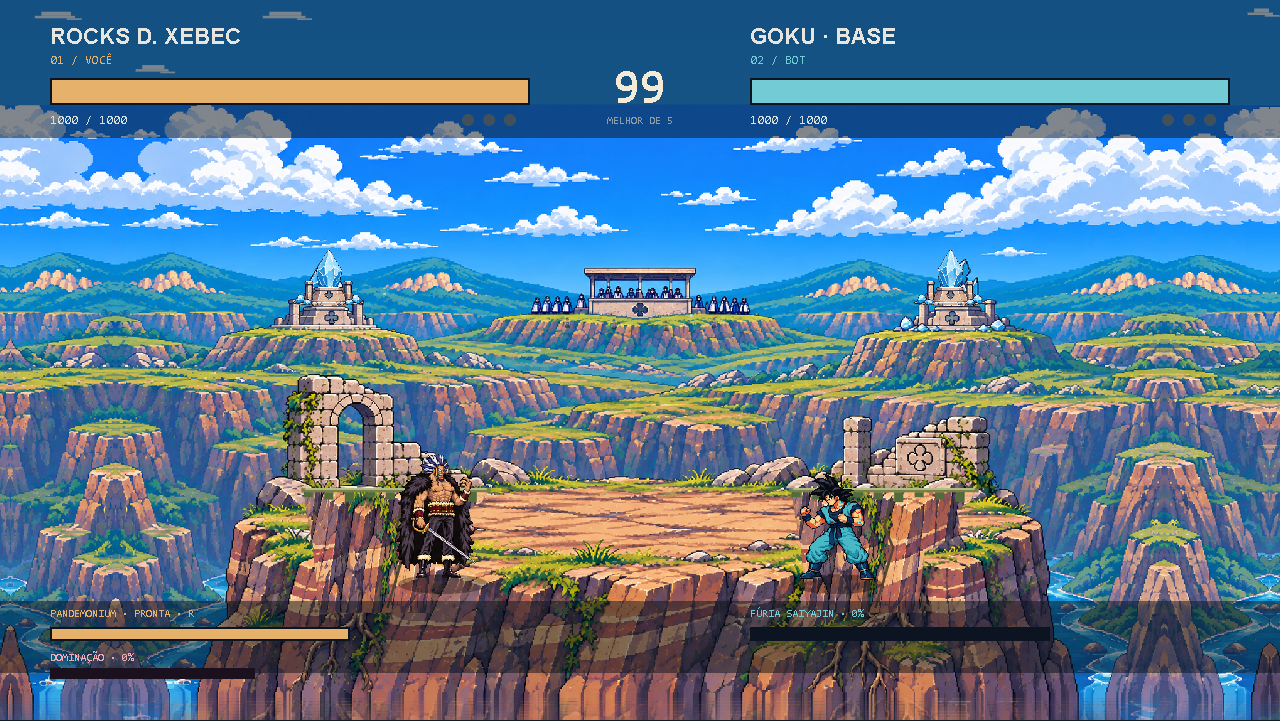 ROCKS D. XEBEC
01 / VOCÊ
1000 / 1000
99
MELHOR DE 5
GOKU · BASE
02 / BOT
1000 / 1000
PANDEMONIUM · PRONTA · R
DOMINAÇÃO · 0%
FÚRIA SAIYAJIN · 0%